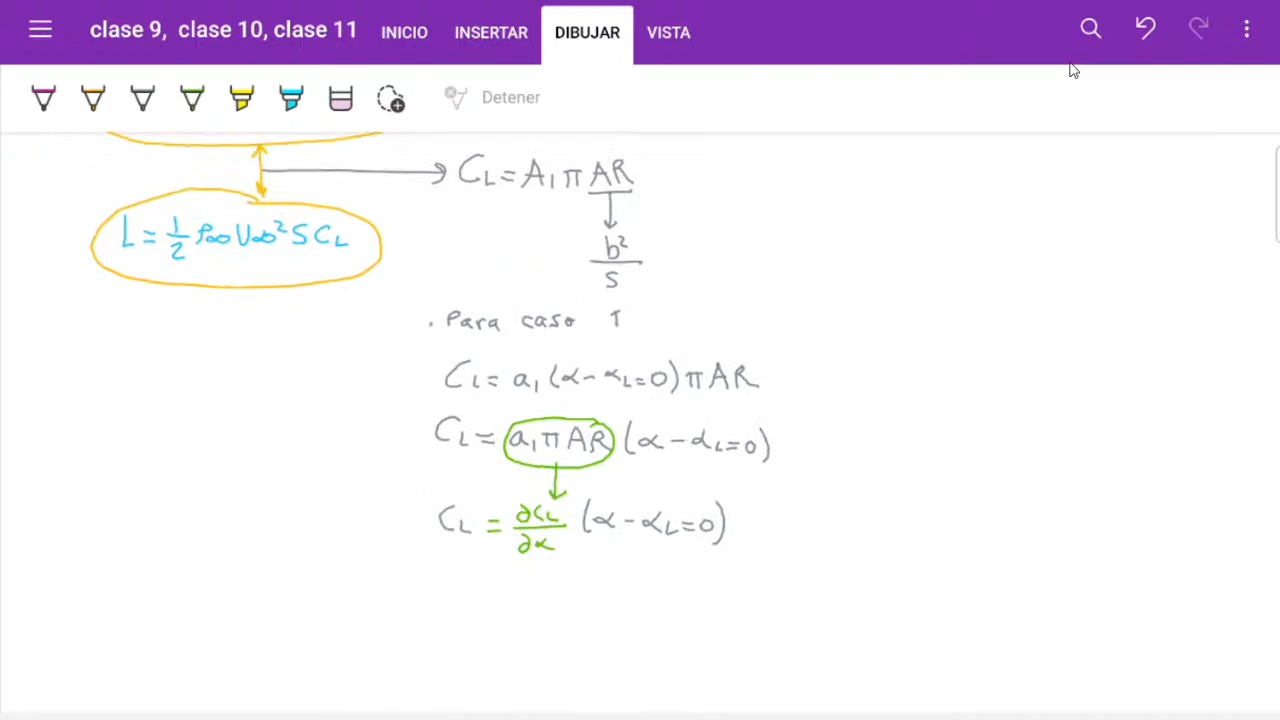 clase 9, clase 10, clase 11 INICIO INSERTAR DIBUJAR VISTA
Detener
C_L = A_1 π AR
L = 1/2 ρ∞ V∞² S C_L
b²/S
. Para caso 1
C_L = a_1 (α - α_L=0) π AR
C_L = a_1 π AR (α - α_L=0)
C_L = ∂C_L/∂α (α - α_L=0)